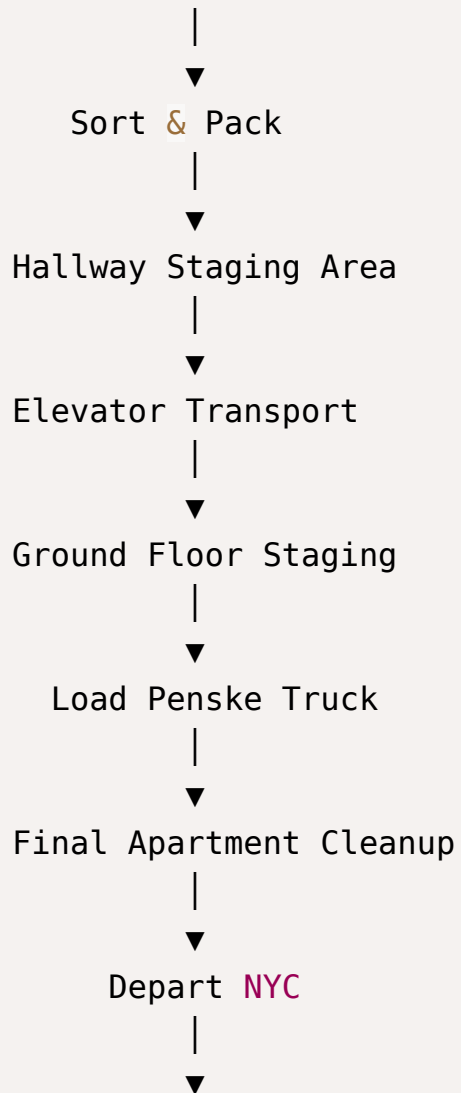 |
▼
Sort & Pack
|
▼
Hallway Staging Area
|
▼
Elevator Transport
|
▼
Ground Floor Staging
|
▼
Load Penske Truck
|
▼
Final Apartment Cleanup
|
▼
Depart NYC
|
▼